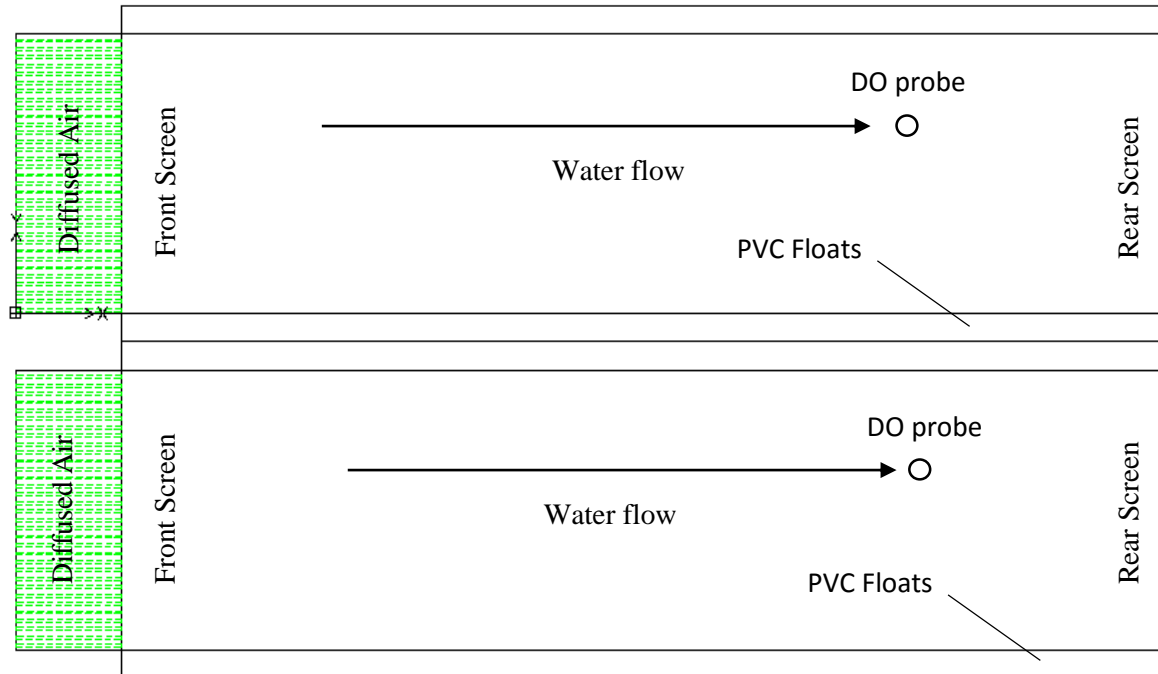 Diffused Air
Front Screen
Water flow
DO probe
PVC Floats
Rear Screen
Diffused Air
Front Screen
Water flow
DO probe
PVC Floats
Rear Screen